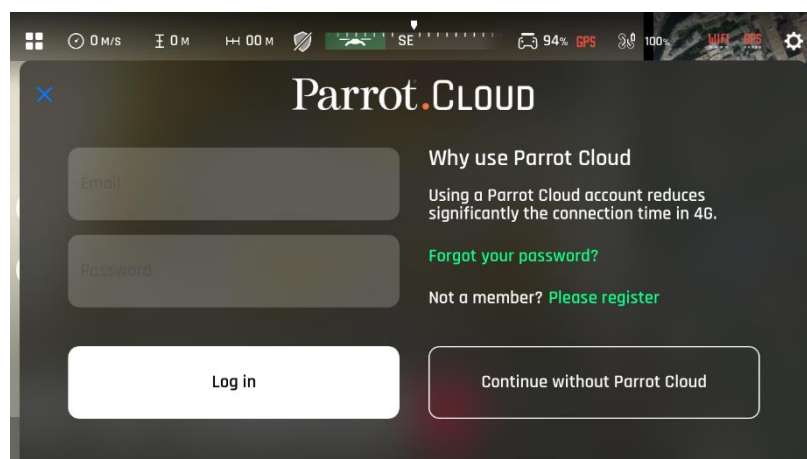 0 M/S 0 M 00 M SE 94% GPS 100% WIFI GPS
Parrot.CLOUD
Email
Password
Why use Parrot Cloud
Using a Parrot Cloud account reduces
significantly the connection time in 4G.
Forgot your password?
Not a member? Please register
Log in
Continue without Parrot Cloud